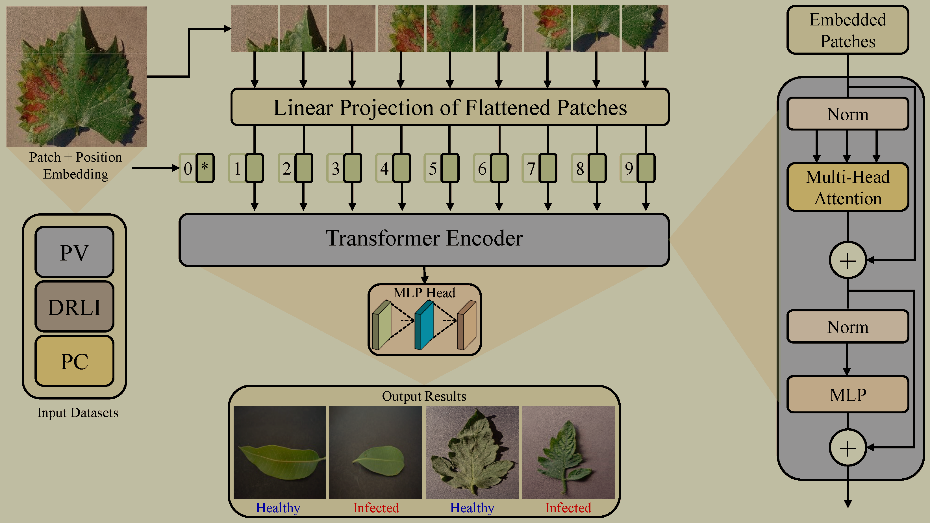 Linear Projection of Flattened Patches
Patch – Position
Embedding
0 * 1 2 3 4 5 6 7 8 9
Transformer Encoder
MLP Head
PV
DRLI
PC
Input Datasets
Output Results
Healthy Infected Healthy Infected
Embedded
Patches
Norm
Multi-Head
Attention
+
Norm
MLP
+